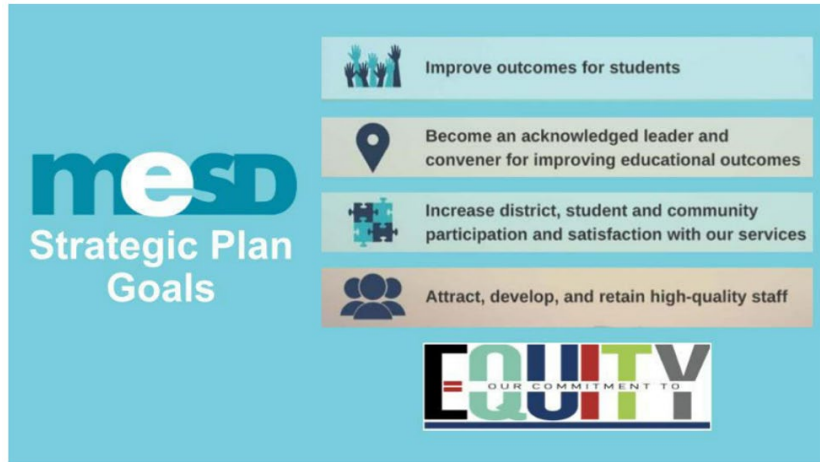 mesd
Strategic Plan
Goals
Improve outcomes for students
Become an acknowledged leader and
convener for improving educational outcomes
Increase district, student and community
participation and satisfaction with our services
Attract, develop, and retain high-quality staff
EQUITY
OUR COMMITMENT TO